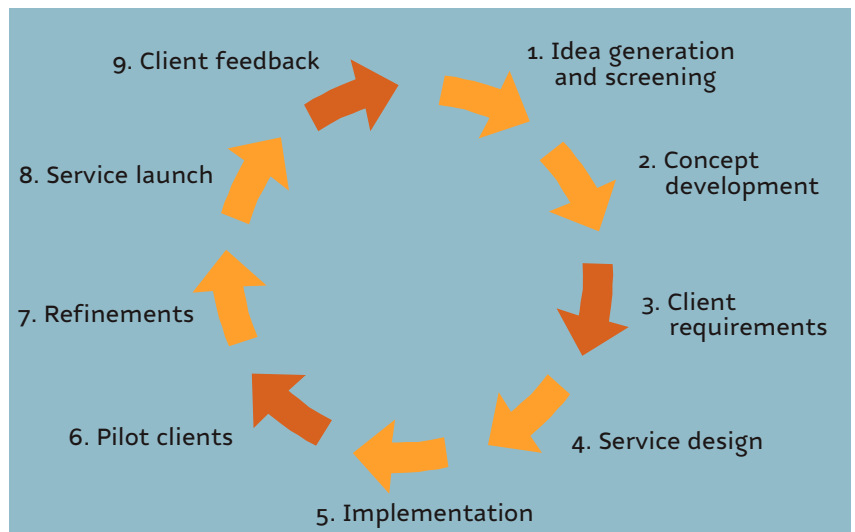 1. Idea generation
and screening
2. Concept
development
3. Client
requirements
4. Service design
5. Implementation
6. Pilot clients
7. Refinements
8. Service launch
9. Client feedback